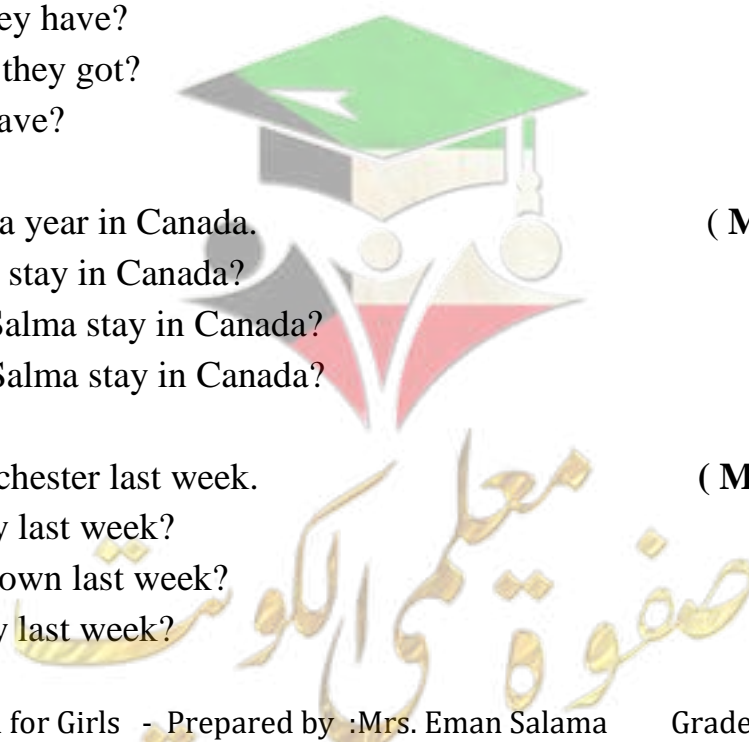 ey have?
they got?
ave?
a year in Canada. ( M
stay in Canada?
Salma stay in Canada?
Salma stay in Canada?
chester last week. ( M
y last week?
own last week?
y last week?
صفوة معلمي الكويت
for Girls - Prepared by :Mrs. Eman Salama Grade